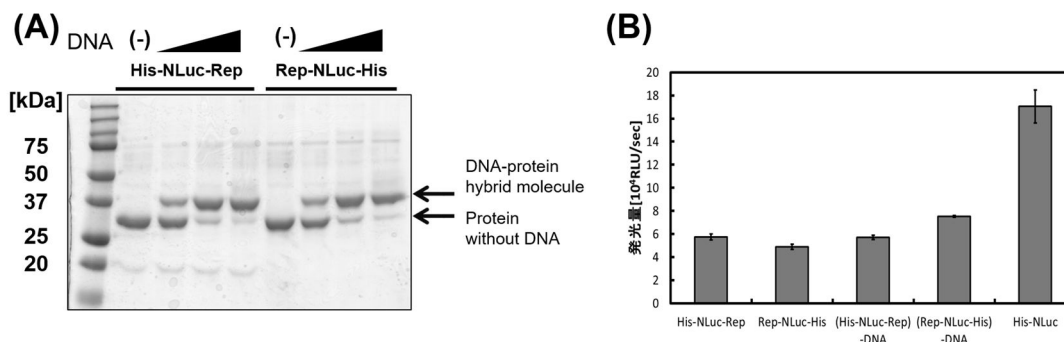 (A)
DNA (-) (-)
His-NLuc-Rep Rep-NLuc-His
[kDa]
75
50
37
25
20
DNA-protein
hybrid molecule
Protein
without DNA
(B)
発光量[10⁴RLU/sec]
20
18
16
14
12
10
8
6
4
2
0
His-NLuc-Rep Rep-NLuc-His (His-NLuc-Rep) (Rep-NLuc-His) His-NLuc
-DNA -DNA